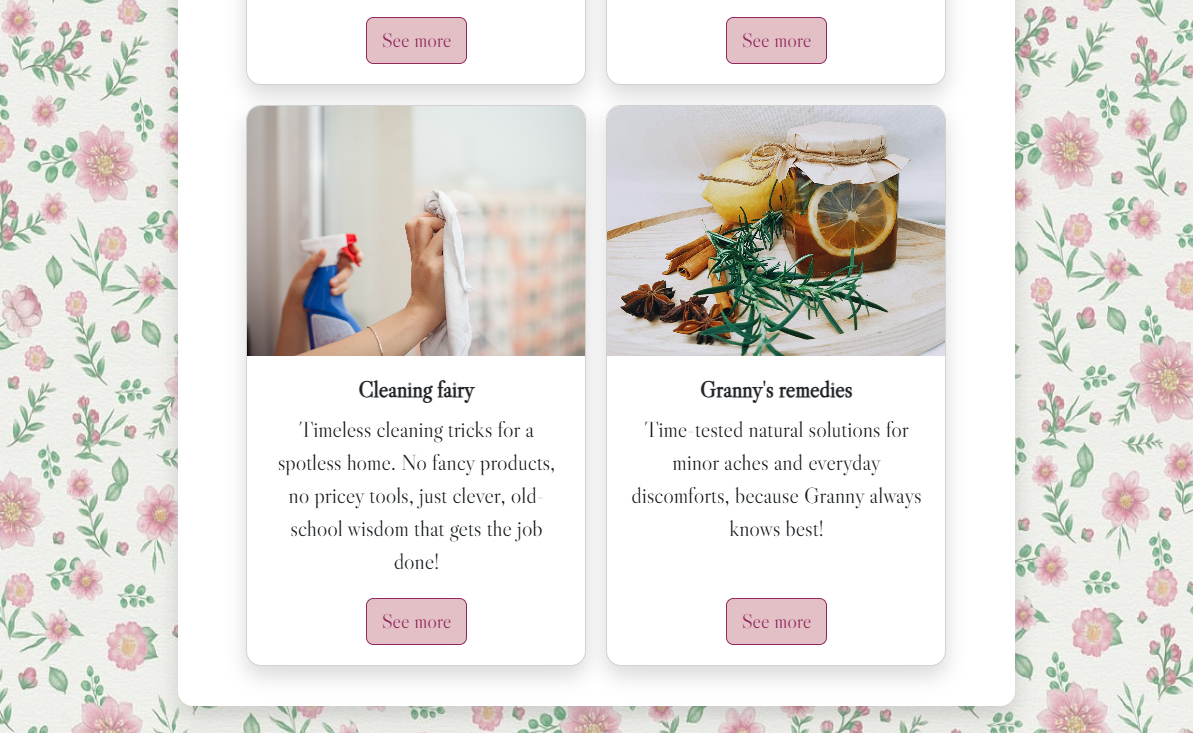 See more
See more
Cleaning fairy
Timeless cleaning tricks for a
spotless home. No fancy products,
no pricey tools, just clever, old-
school wisdom that gets the job
done!
See more
Granny's remedies
Time-tested natural solutions for
minor aches and everyday
discomforts, because Granny always
knows best!
See more